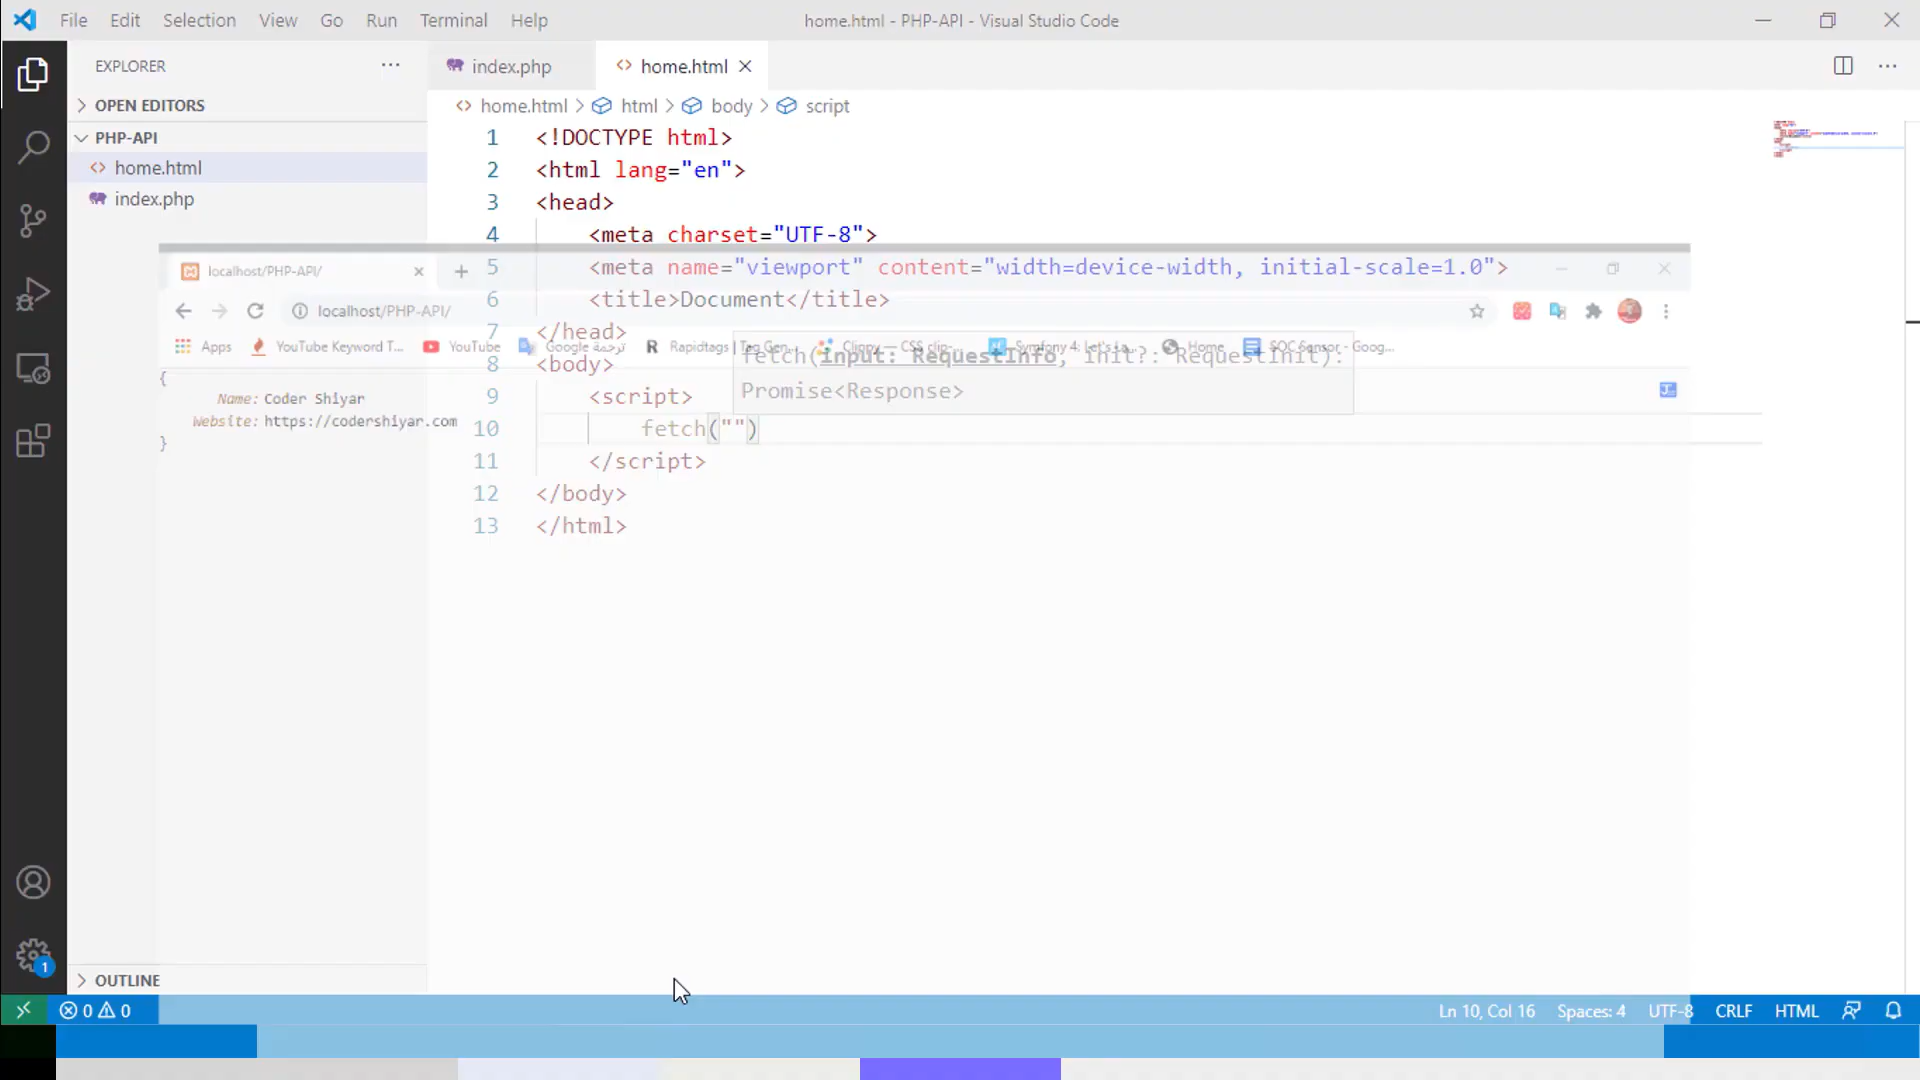 File Edit Selection View Go Run Terminal Help
home.html - PHP-API - Visual Studio Code
EXPLORER
OPEN EDITORS
PHP-API
home.html
index.php
OUTLINE
index.php
home.html
home.html > html > body > script
1 <!DOCTYPE html>
2 <html lang="en">
3 <head>
4 <meta charset="UTF-8">
5 <meta name="viewport" content="width=device-width, initial-scale=1.0">
6 <title>Document</title>
7 </head>
8 <body>
9 <script>
10 fetch("")
11 </script>
12 </body>
13 </html>
fetch(input: RequestInfo, init?: RequestInit):
Promise<Response>
localhost/PHP-API/
localhost/PHP-API/
Apps
YouTube Keyword T...
YouTube
ترجمة Google
Rapidtags | Tag Gen...
Clippy — CSS clip-...
Symfony 4: Let's La...
Home
SOC Sensor - Goog...
{
Name: Coder Shiyar
Website: https://codershiyar.com
}
0 0
Ln 10, Col 16 Spaces: 4 UTF-8 CRLF HTML
1